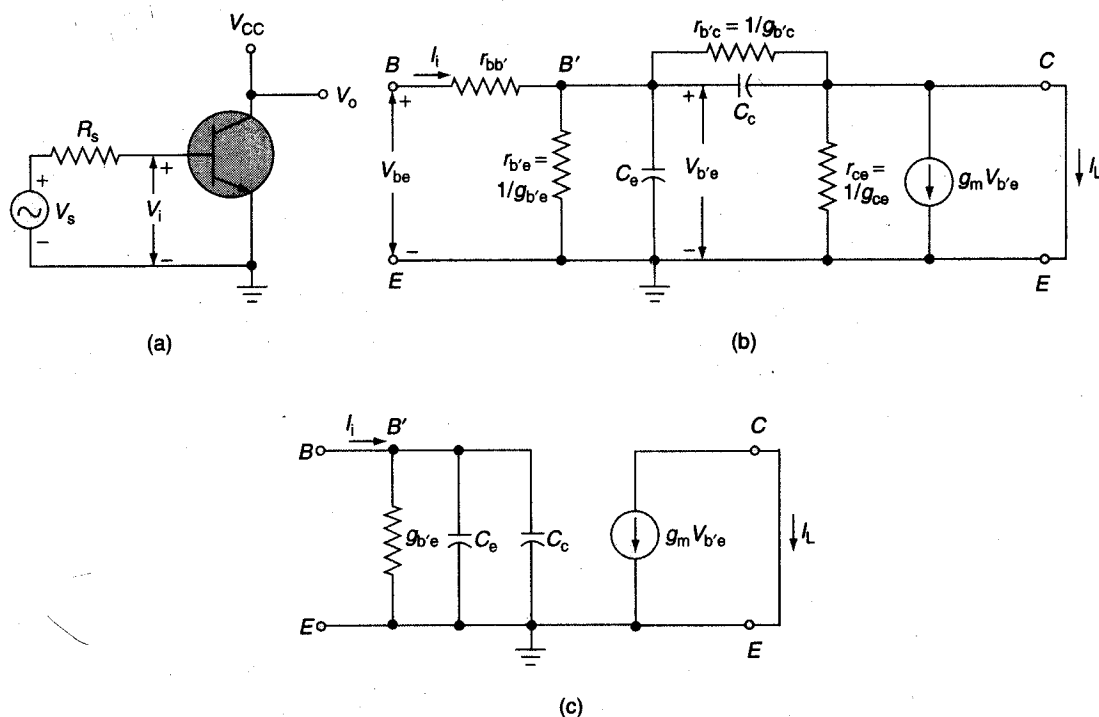 V_CC
V_o
R_s
+
V_s
−
+
V_i
−
(a)
r_b'c = 1/g_b'c
B
I_i
r_bb'
B'
C
+
+
C_c
V_be
r_b'e =
1/g_b'e
C_e
V_b'e
r_ce =
1/g_ce
g_m V_b'e
I_L
−
−
E
E
(b)
I_i
B'
C
B
g_b'e
C_e
C_c
g_m V_b'e
I_L
E
E
(c)